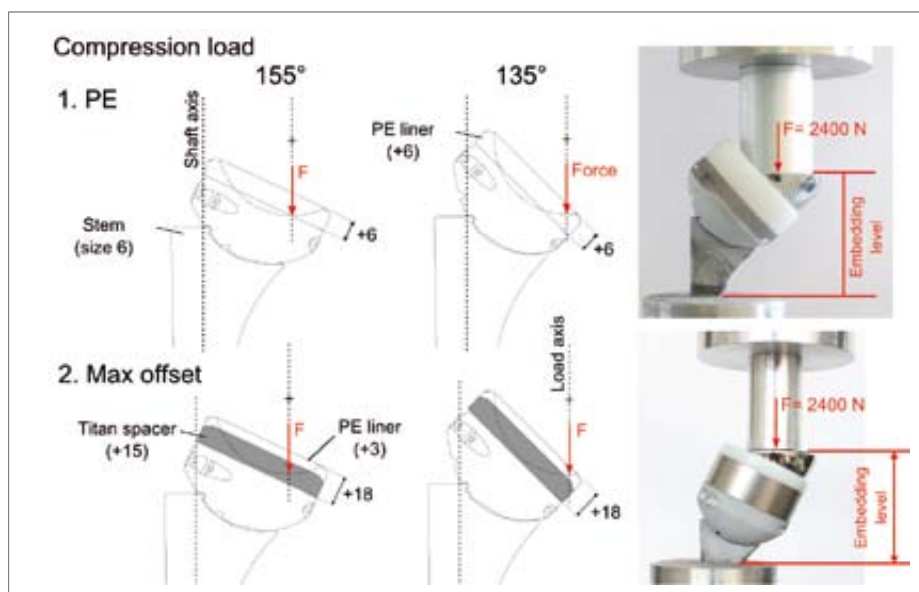 Compression load
155°
135°
1. PE
Shaft axis
PE liner
(+6)
F
Force
Stem
(size 6)
+6
+6
F= 2400 N
Embedding
level
2. Max offset
Load axis
Titan spacer
(+15)
F
PE liner
(+3)
F
+18
+18
F= 2400 N
Embedding
level